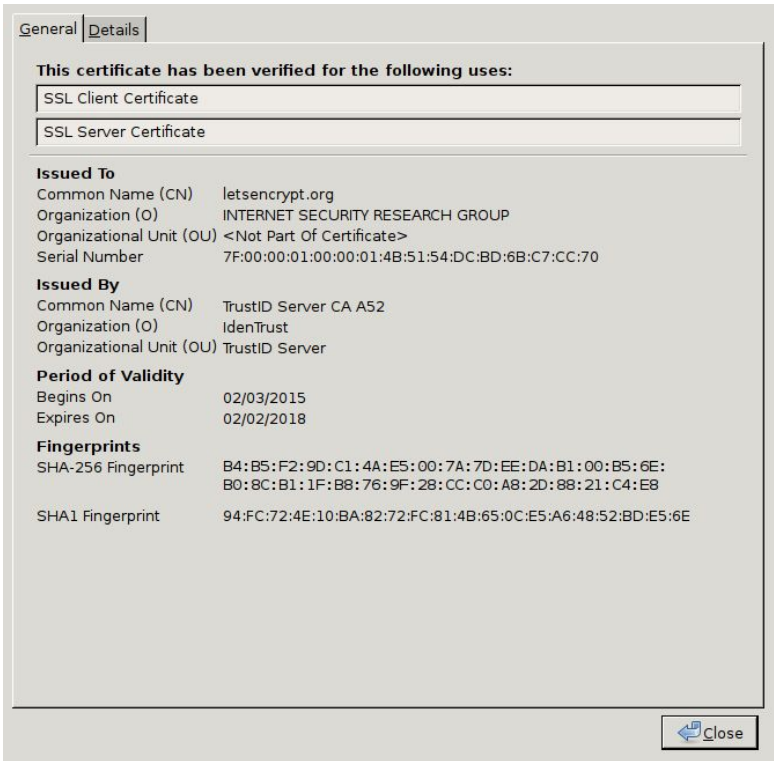 General Details
This certificate has been verified for the following uses:
SSL Client Certificate
SSL Server Certificate
Issued To
Common Name (CN) letsencrypt.org
Organization (O) INTERNET SECURITY RESEARCH GROUP
Organizational Unit (OU) <Not Part Of Certificate>
Serial Number 7F:00:00:01:00:00:01:4B:51:54:DC:BD:6B:C7:CC:70
Issued By
Common Name (CN) TrustID Server CA A52
Organization (O) IdenTrust
Organizational Unit (OU) TrustID Server
Period of Validity
Begins On 02/03/2015
Expires On 02/02/2018
Fingerprints
SHA-256 Fingerprint B4:B5:F2:9D:C1:4A:E5:00:7A:7D:EE:DA:B1:00:B5:6E:
B0:8C:B1:1F:B8:76:9F:28:CC:C0:A8:2D:88:21:C4:E8
SHA1 Fingerprint 94:FC:72:4E:10:BA:82:72:FC:81:4B:65:0C:E5:A6:48:52:BD:E5:6E
Close